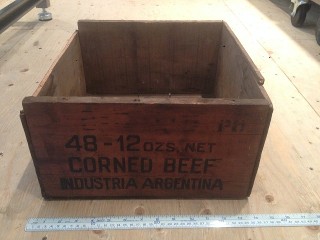 48-12 OZS. NET
CORNED BEEF
INDUSTRIA ARGENTINA